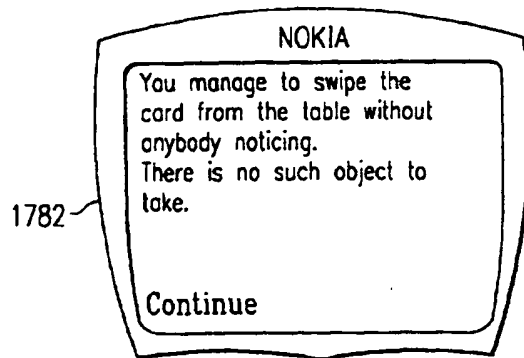 NOKIA
You manage to swipe the
card from the table without
anybody noticing.
There is no such object to
take.
1782
Continue